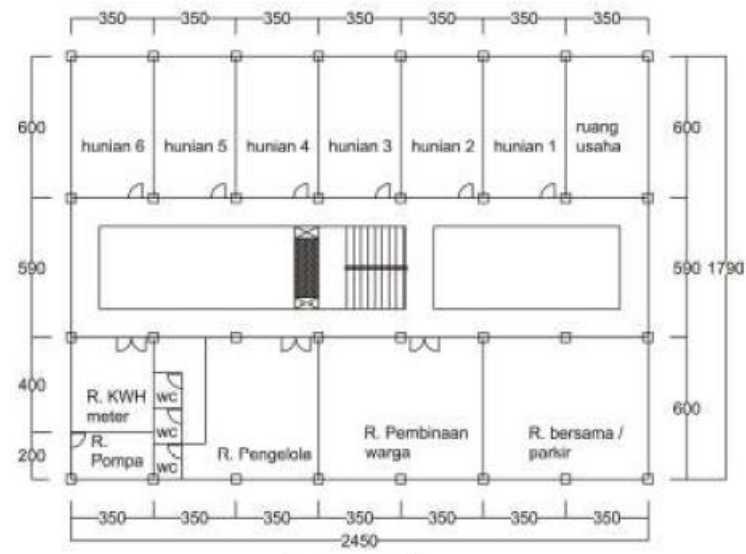 350 350 350 350 350 350 350
600
hunian 6 hunian 5 hunian 4 hunian 3 hunian 2 hunian 1
ruang
usaha
600
590
590 1790
400
R. KWH
meter
WC
WC
WC
200
R.
Pompa
R. Pengelola
R. Pembinaan
warga
R. bersama /
parkir
600
350 350 350 350 350 350 350
2450